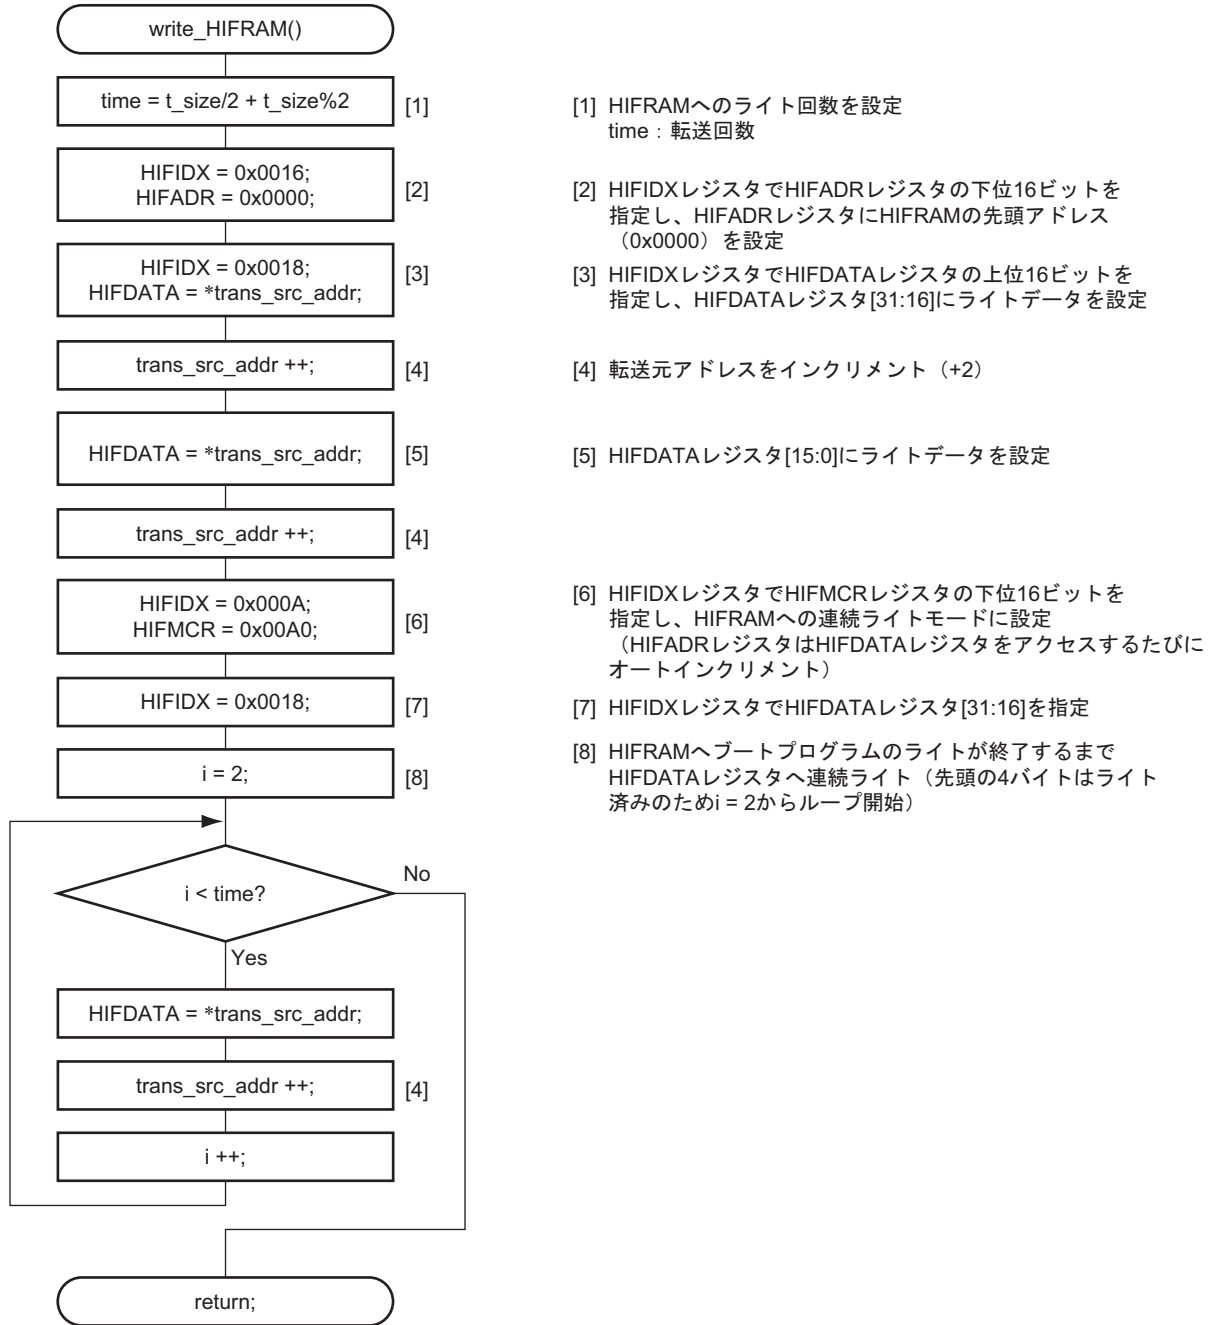 write_HIFRAM()
time = t_size/2 + t_size%2
[1]
[1] HIFRAMへのライト回数を設定
time：転送回数
HIFIDX = 0x0016;
HIFADR = 0x0000;
[2]
[2] HIFIDXレジスタでHIFADRレジスタの下位16ビットを
指定し、HIFADRレジスタにHIFRAMの先頭アドレス
（0x0000）を設定
HIFIDX = 0x0018;
HIFDATA = *trans_src_addr;
[3]
[3] HIFIDXレジスタでHIFDATAレジスタの上位16ビットを
指定し、HIFDATAレジスタ[31:16]にライトデータを設定
trans_src_addr ++;
[4]
[4] 転送元アドレスをインクリメント（+2）
HIFDATA = *trans_src_addr;
[5]
[5] HIFDATAレジスタ[15:0]にライトデータを設定
trans_src_addr ++;
[4]
HIFIDX = 0x000A;
HIFMCR = 0x00A0;
[6]
[6] HIFIDXレジスタでHIFMCRレジスタの下位16ビットを
指定し、HIFRAMへの連続ライトモードに設定
（HIFADRレジスタはHIFDATAレジスタをアクセスするたびに
オートインクリメント）
HIFIDX = 0x0018;
[7]
[7] HIFIDXレジスタでHIFDATAレジスタ[31:16]を指定
i = 2;
[8]
[8] HIFRAMへブートプログラムのライトが終了するまで
HIFDATAレジスタへ連続ライト（先頭の4バイトはライト
済みのためi = 2からループ開始）
i < time?
No
Yes
HIFDATA = *trans_src_addr;
trans_src_addr ++;
[4]
i ++;
return;